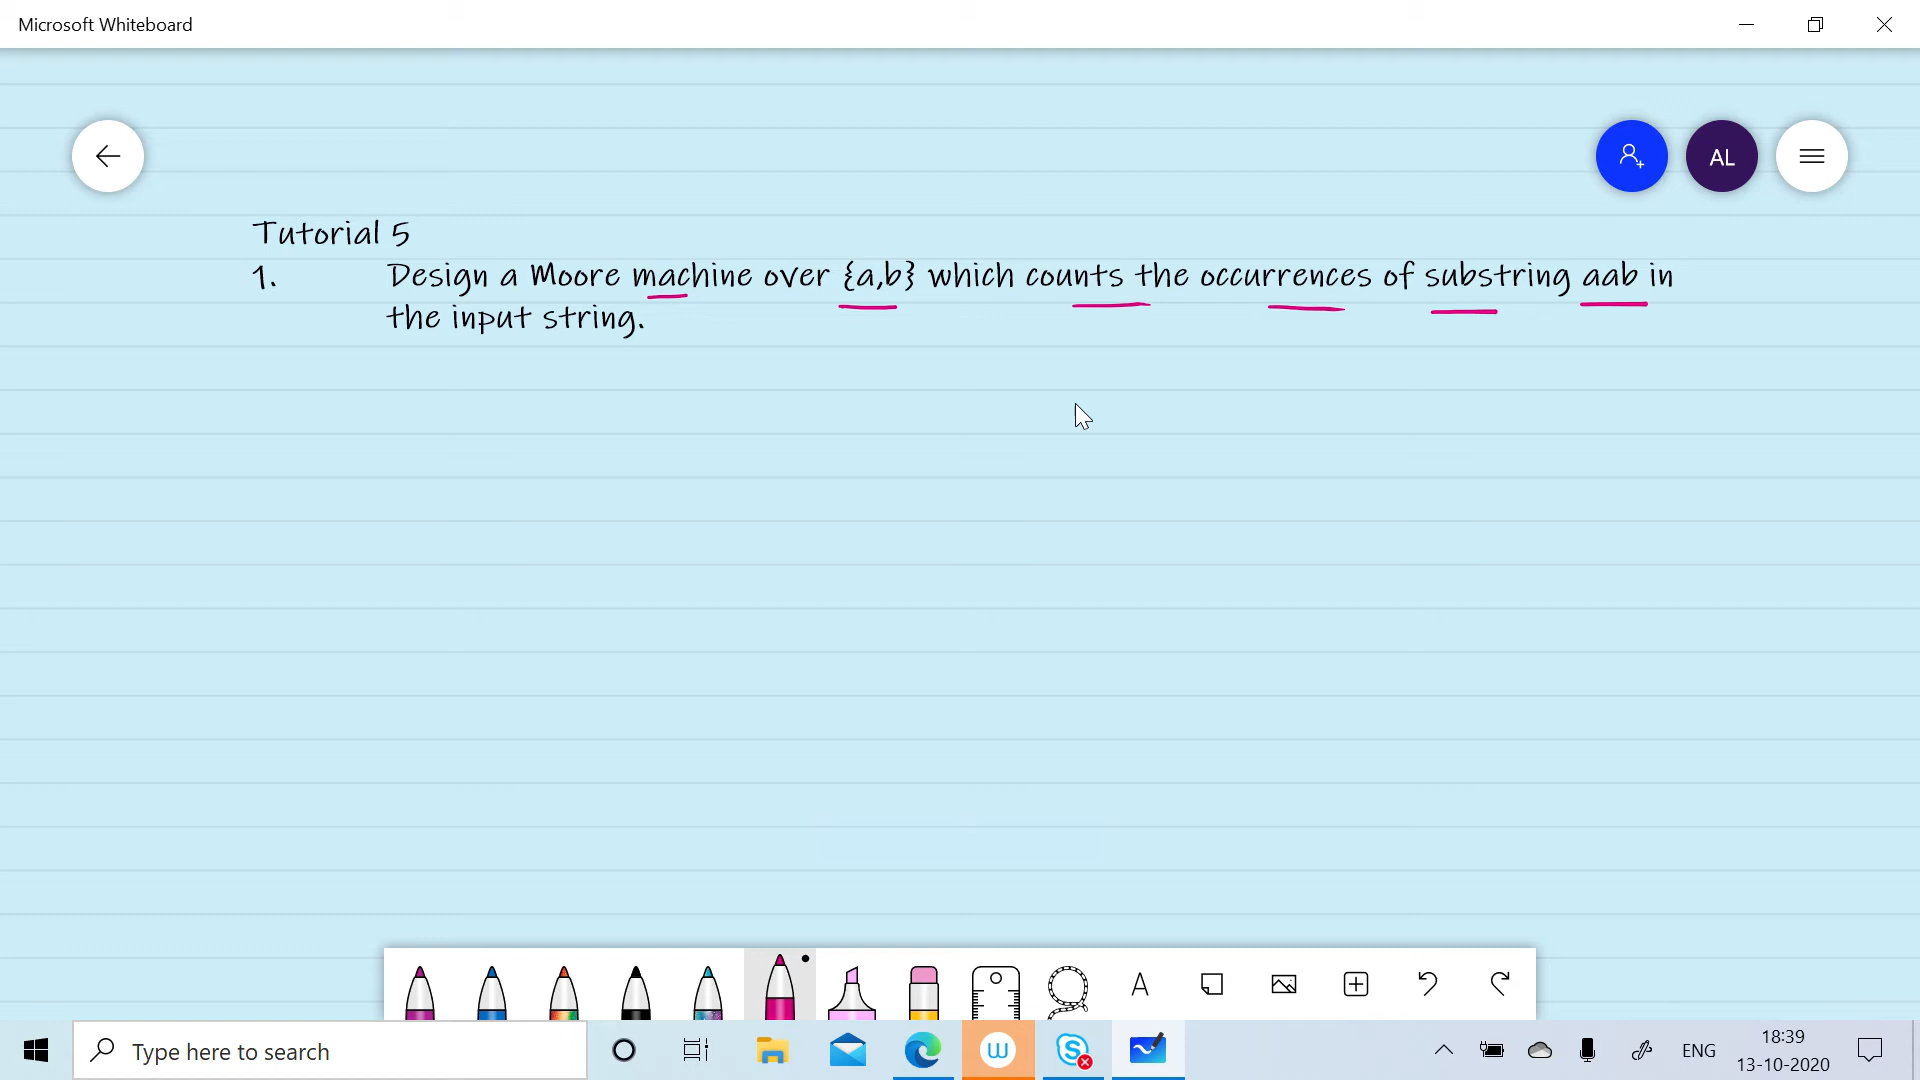 Microsoft Whiteboard
AL
Tutorial 5
1. Design a Moore machine over {a,b} which counts the occurrences of substring aab in
the input string.
A
Type here to search
ENG
18:39
13-10-2020